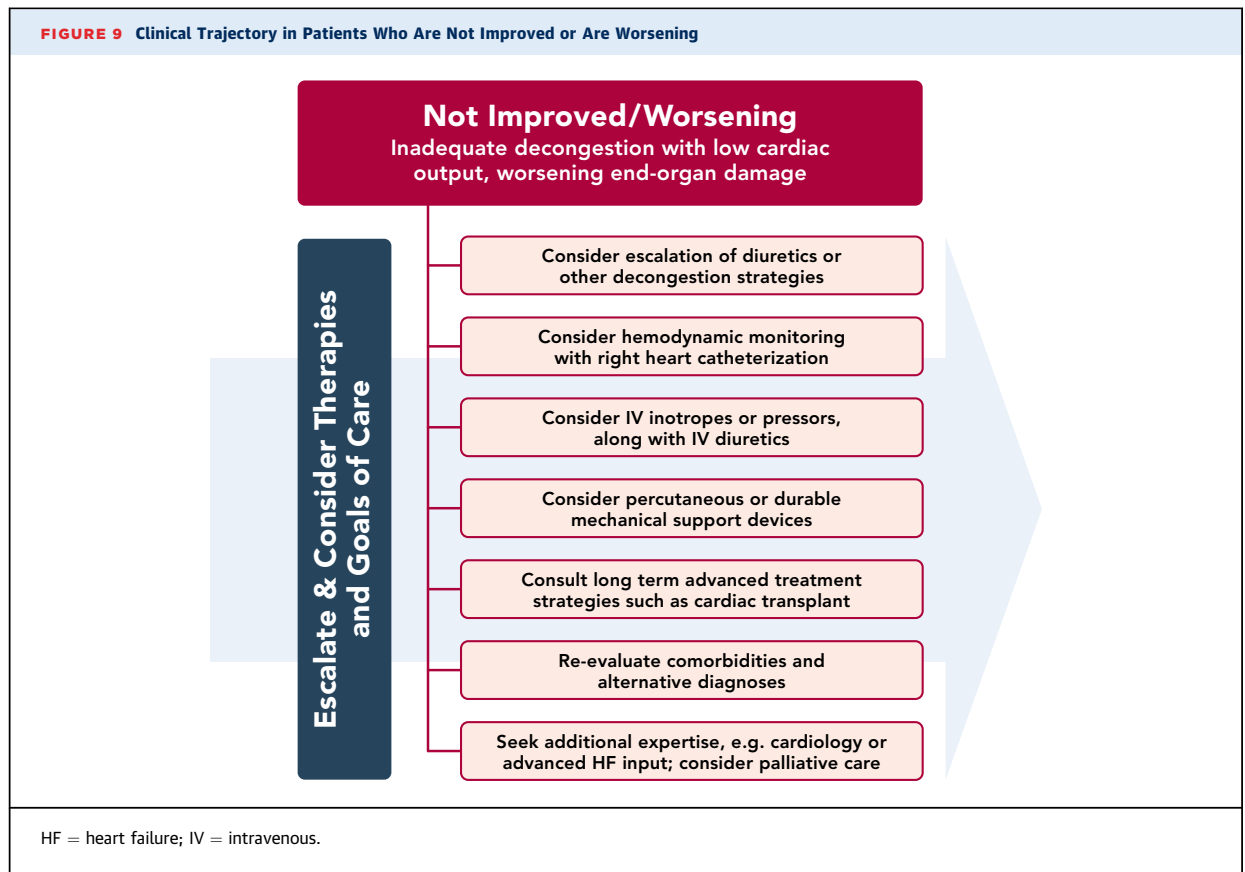 FIGURE 9 Clinical Trajectory in Patients Who Are Not Improved or Are Worsening
Not Improved/Worsening
Inadequate decongestion with low cardiac
output, worsening end-organ damage
Escalate & Consider Therapies
and Goals of Care
Consider escalation of diuretics or
other decongestion strategies
Consider hemodynamic monitoring
with right heart catheterization
Consider IV inotropes or pressors,
along with IV diuretics
Consider percutaneous or durable
mechanical support devices
Consult long term advanced treatment
strategies such as cardiac transplant
Re-evaluate comorbidities and
alternative diagnoses
Seek additional expertise, e.g. cardiology or
advanced HF input; consider palliative care
HF = heart failure; IV = intravenous.